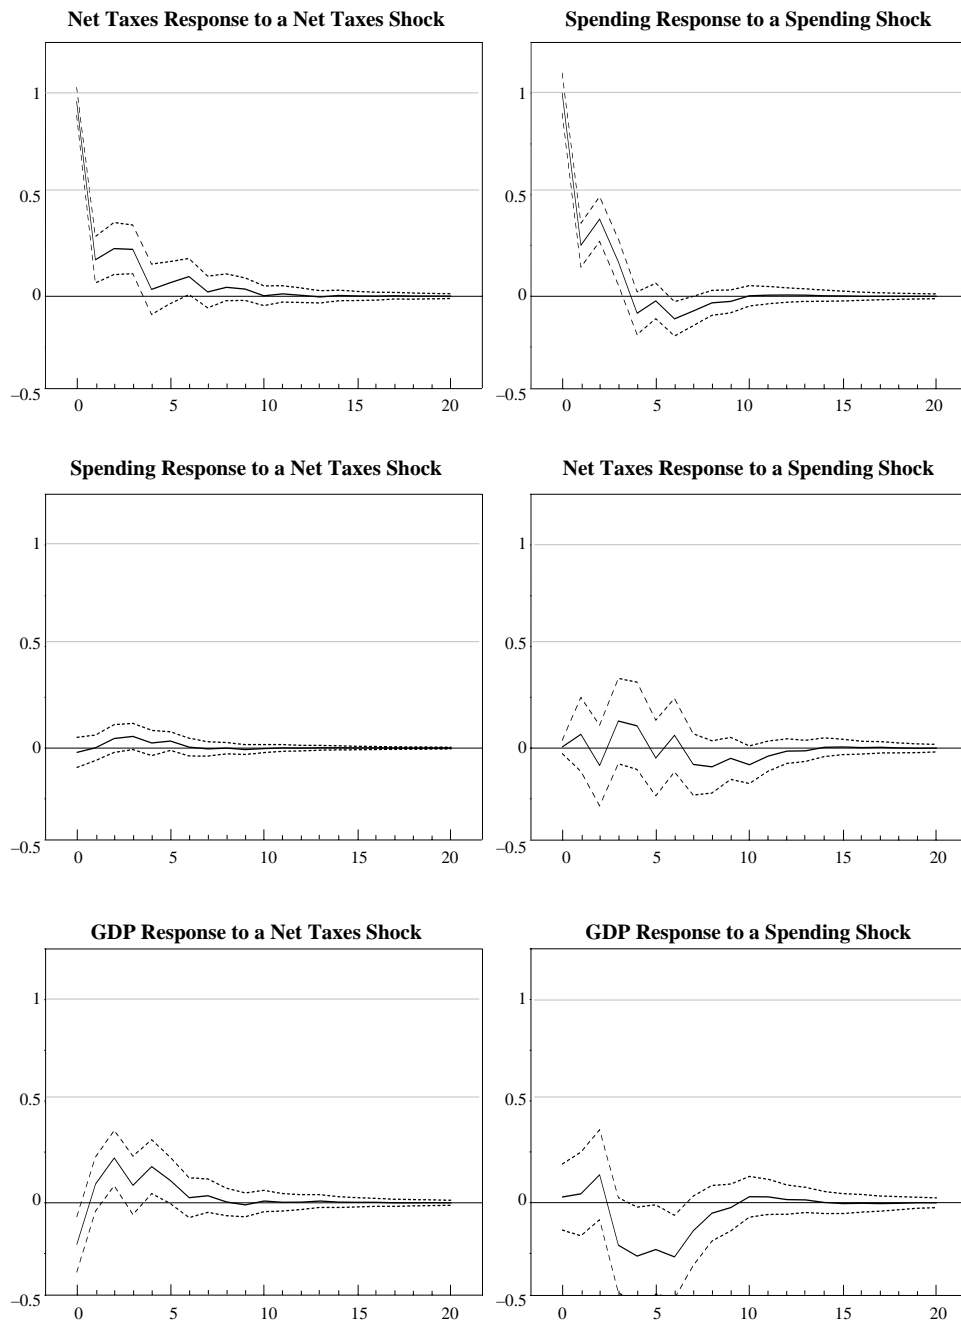 Net Taxes Response to a Net Taxes Shock
1
0.5
0
–0.5
0 5 10 15 20
Spending Response to a Spending Shock
1
0.5
0
–0.5
0 5 10 15 20
Spending Response to a Net Taxes Shock
1
0.5
0
–0.5
0 5 10 15 20
Net Taxes Response to a Spending Shock
1
0.5
0
–0.5
0 5 10 15 20
GDP Response to a Net Taxes Shock
1
0.5
0
–0.5
0 5 10 15 20
GDP Response to a Spending Shock
1
0.5
0
–0.5
0 5 10 15 20